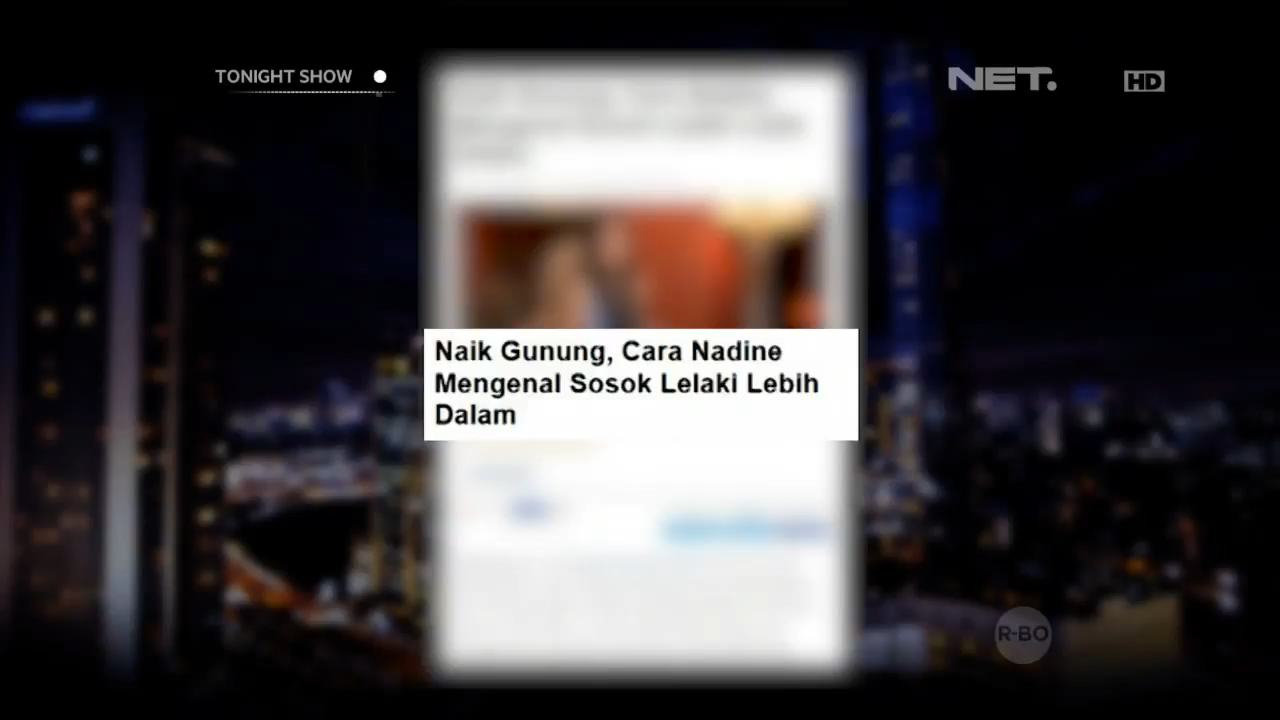 TONIGHT SHOW
NET.
HD
Naik Gunung, Cara Nadine
Mengenal Sosok Lelaki Lebih
Dalam
R-BO